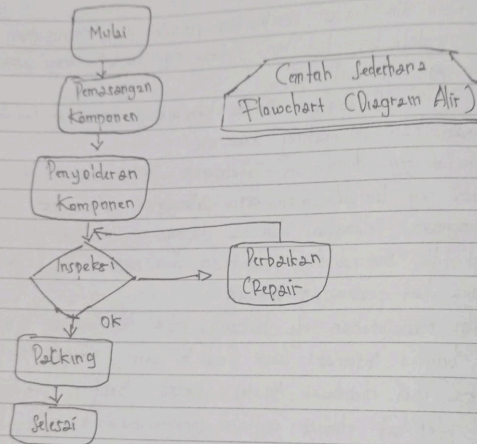 Mulai
Contoh Sederhana
Flowchart (Diagram Alir)
Pemasangan
Komponen
Penyolderan
Komponen
Inspeksi
Perbaikan
(Repair
OK
Packing
Selesai